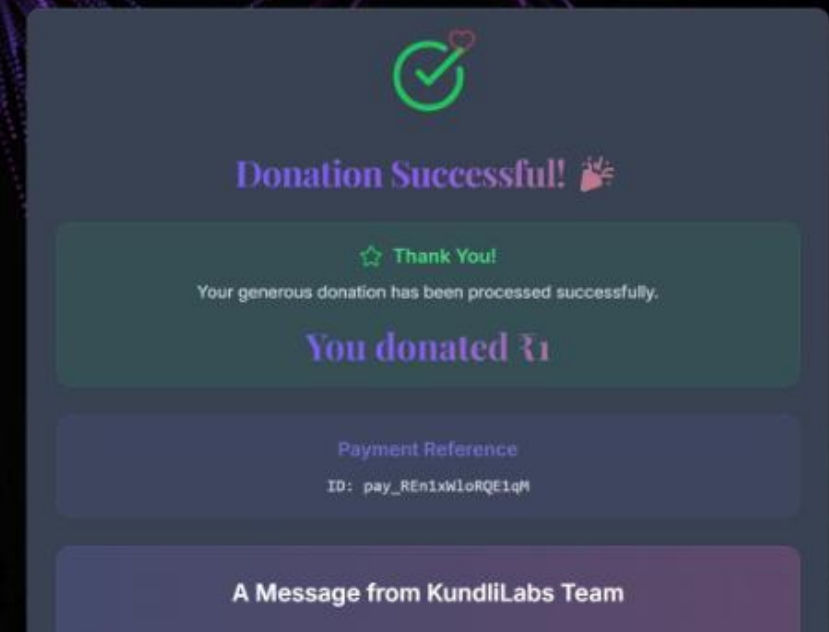 Donation Successful!
Thank You!
Your generous donation has been processed successfully.
You donated ₹1
Payment Reference
ID: pay_REn1xWloRQE1qM
A Message from KundliLabs Team